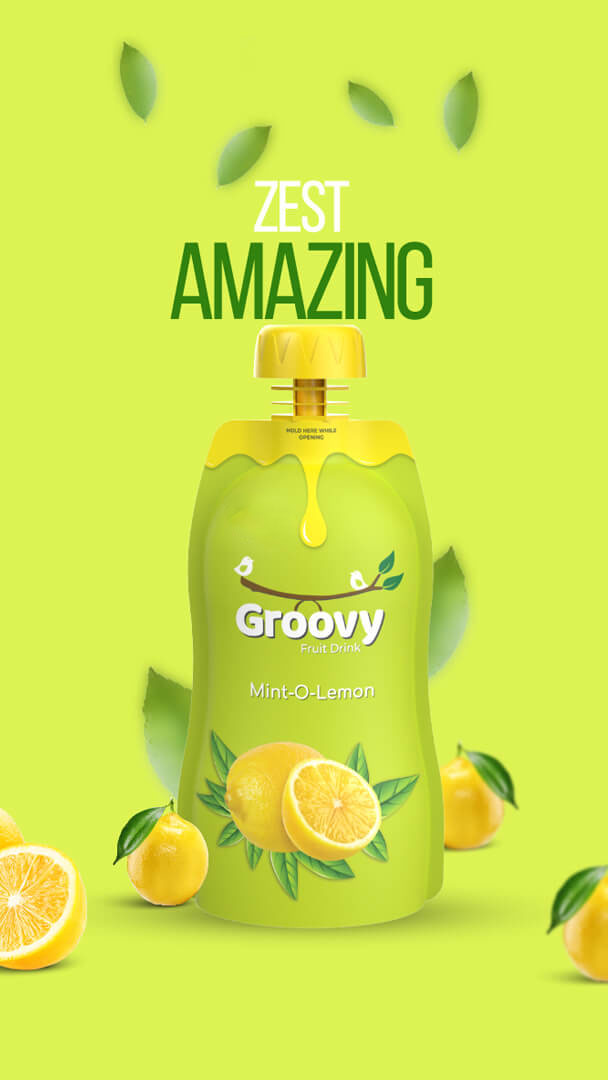 ZEST
AMAZING
HOLD HERE WHILE
OPENING
Groovy
Fruit Drink
Mint-O-Lemon